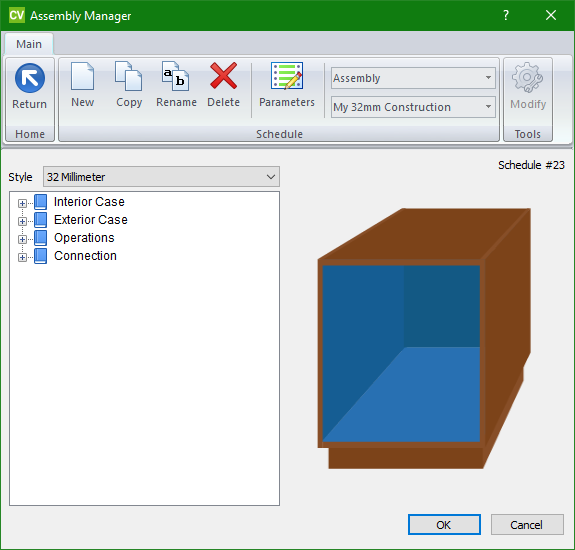 CV Assembly Manager ?
Main
Return
New Copy Rename Delete Parameters
Assembly
My 32mm Construction
Modify
Home Schedule Tools
Schedule #23
Style 32 Millimeter
Interior Case
Exterior Case
Operations
Connection
OK Cancel